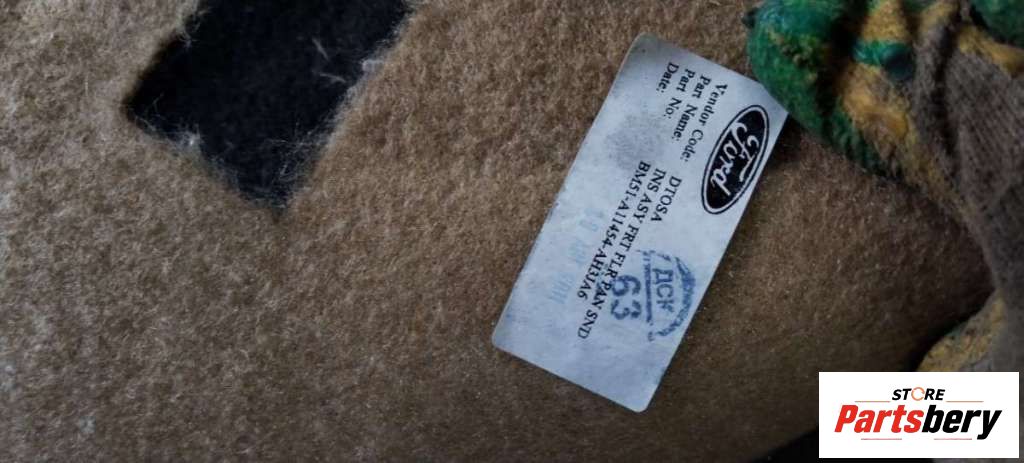 Ford
Vendor Code: DTOSA
Part Name: INS ASY FRT FLR PAN SND
Part No: BM51-A11454-AH3IA6
Date:
ДСК
63
STORE
Partsbery